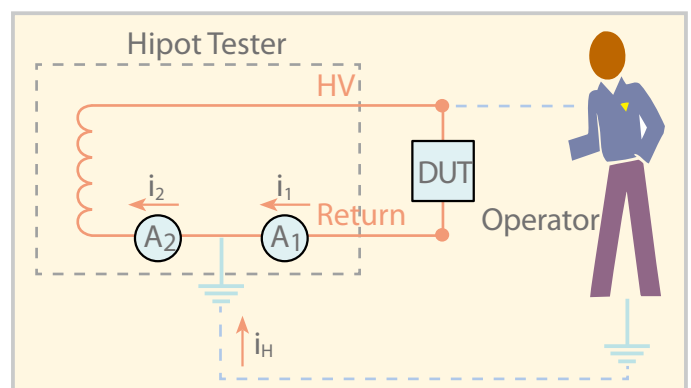 Hipot Tester
HV
DUT
i2
i1
Return
Operator
A2
A1
iH